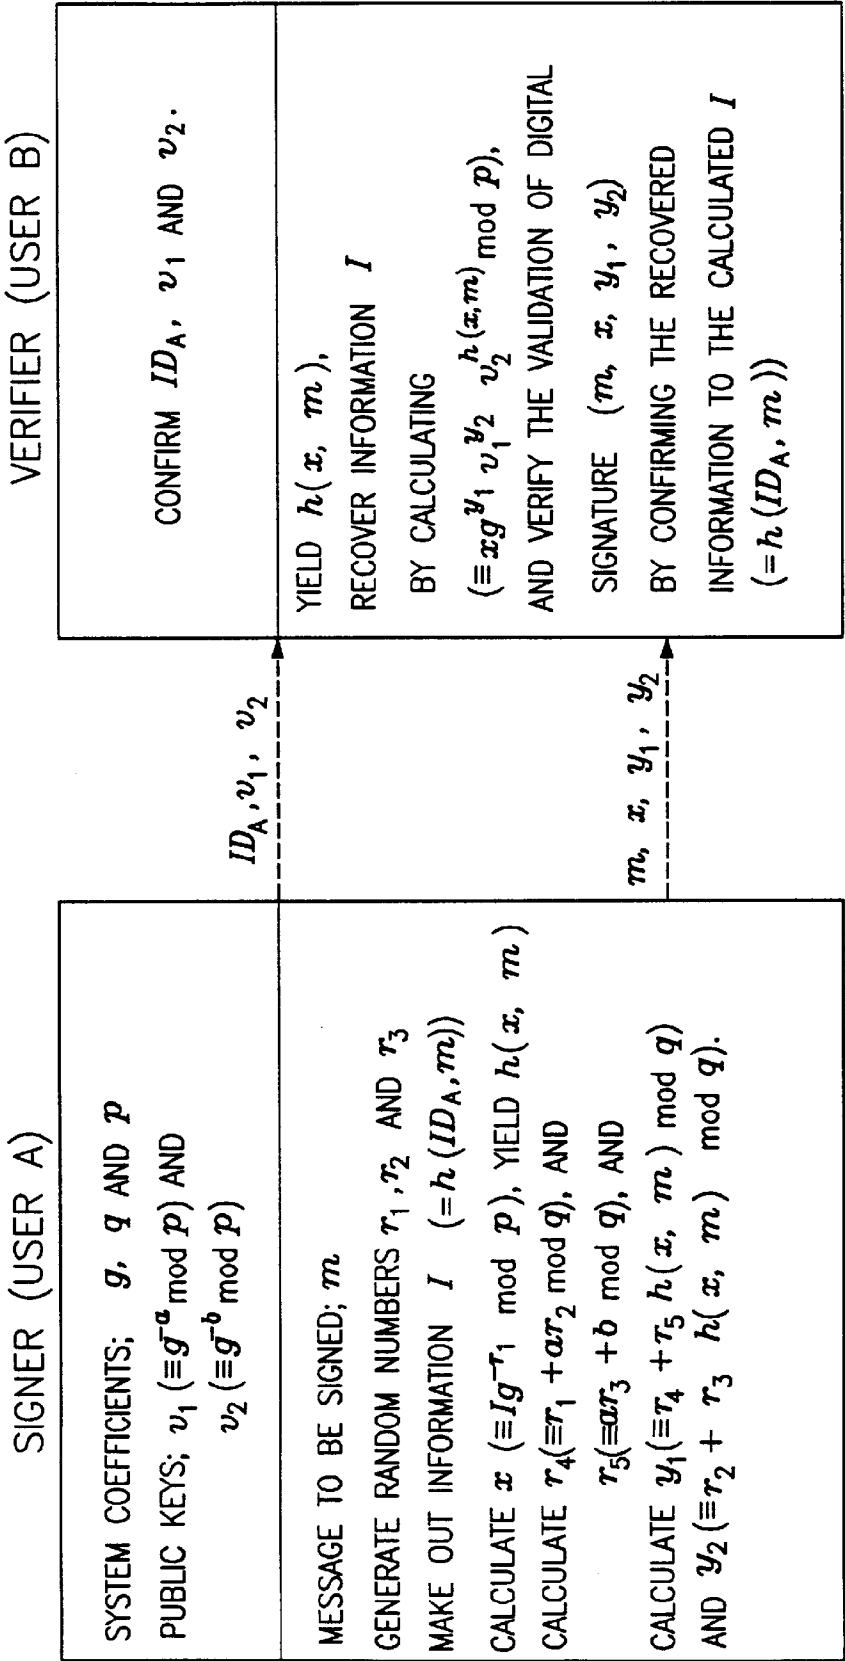 SIGNER (USER A)
SYSTEM COEFFICIENTS; g, q AND p
PUBLIC KEYS; v₁ (≡g⁻ᵃ mod p) AND
v₂ (≡g⁻ᵇ mod p)
MESSAGE TO BE SIGNED; m
GENERATE RANDOM NUMBERS r₁, r₂ AND r₃
MAKE OUT INFORMATION I (=h(ID_A, m))
CALCULATE x (≡Ig^-r₁ mod p), YIELD h(x, m)
CALCULATE r₄(≡r₁ +ar₂ mod q), AND
r₅(≡ar₃ +b mod q), AND
CALCULATE y₁(≡r₄ +r₅ h(x, m) mod q)
AND y₂(≡r₂ + r₃ h(x, m) mod q).
ID_A, v₁, v₂
m, x, y₁, y₂
VERIFIER (USER B)
CONFIRM ID_A, v₁ AND v₂.
YIELD h(x, m),
RECOVER INFORMATION I
BY CALCULATING
(≡xg^y₁ v₁^y₂ v₂^h(x,m) mod p),
AND VERIFY THE VALIDATION OF DIGITAL
SIGNATURE (m, x, y₁, y₂)
BY CONFIRMING THE RECOVERED
INFORMATION TO THE CALCULATED I
(=h(ID_A, m))